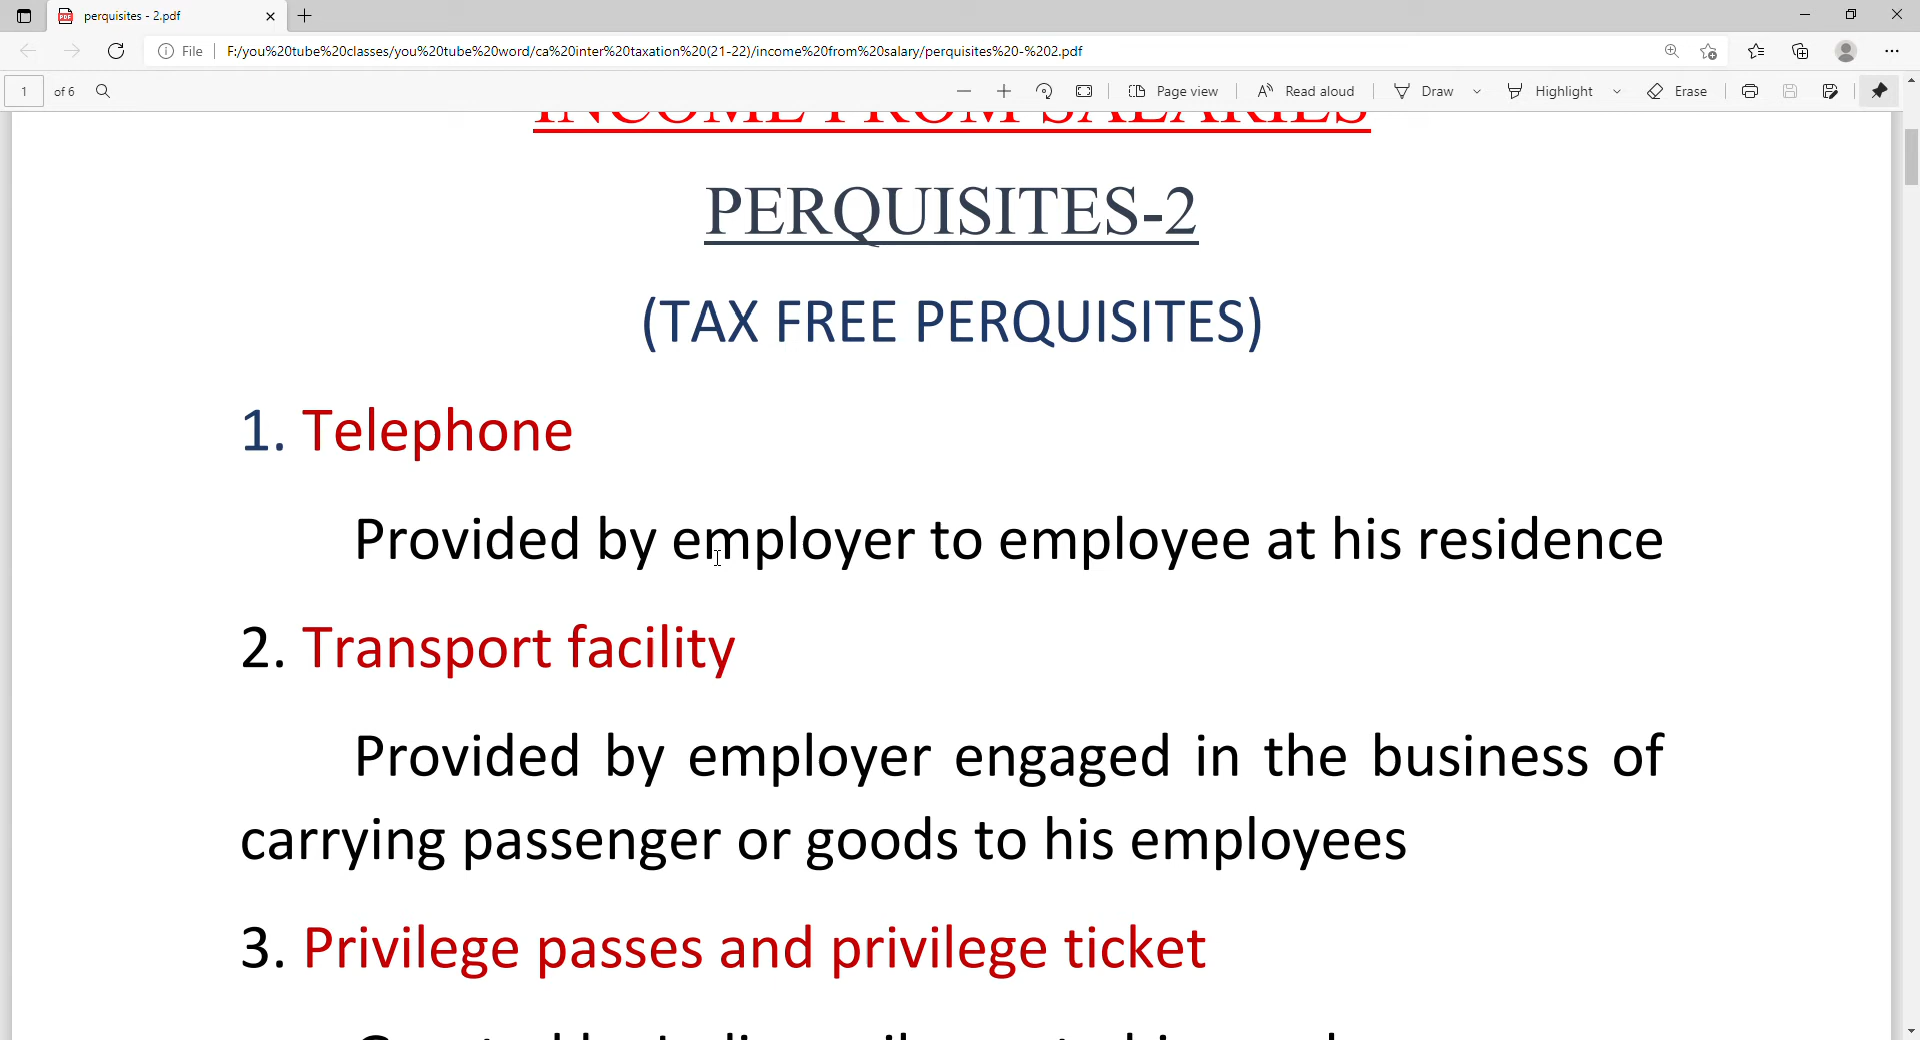 perquisites - 2.pdf
File F:/you%20tube%20classes/you%20tube%20word/ca%20inter%20taxation%20(21-22)/income%20from%20salary/perquisites%20-%202.pdf
1 of 6 Page view Read aloud Draw Highlight Erase
INCOME FROM SALARIES
PERQUISITES-2
(TAX FREE PERQUISITES)
1. Telephone
Provided by employer to employee at his residence
2. Transport facility
Provided by employer engaged in the business of
carrying passenger or goods to his employees
3. Privilege passes and privilege ticket